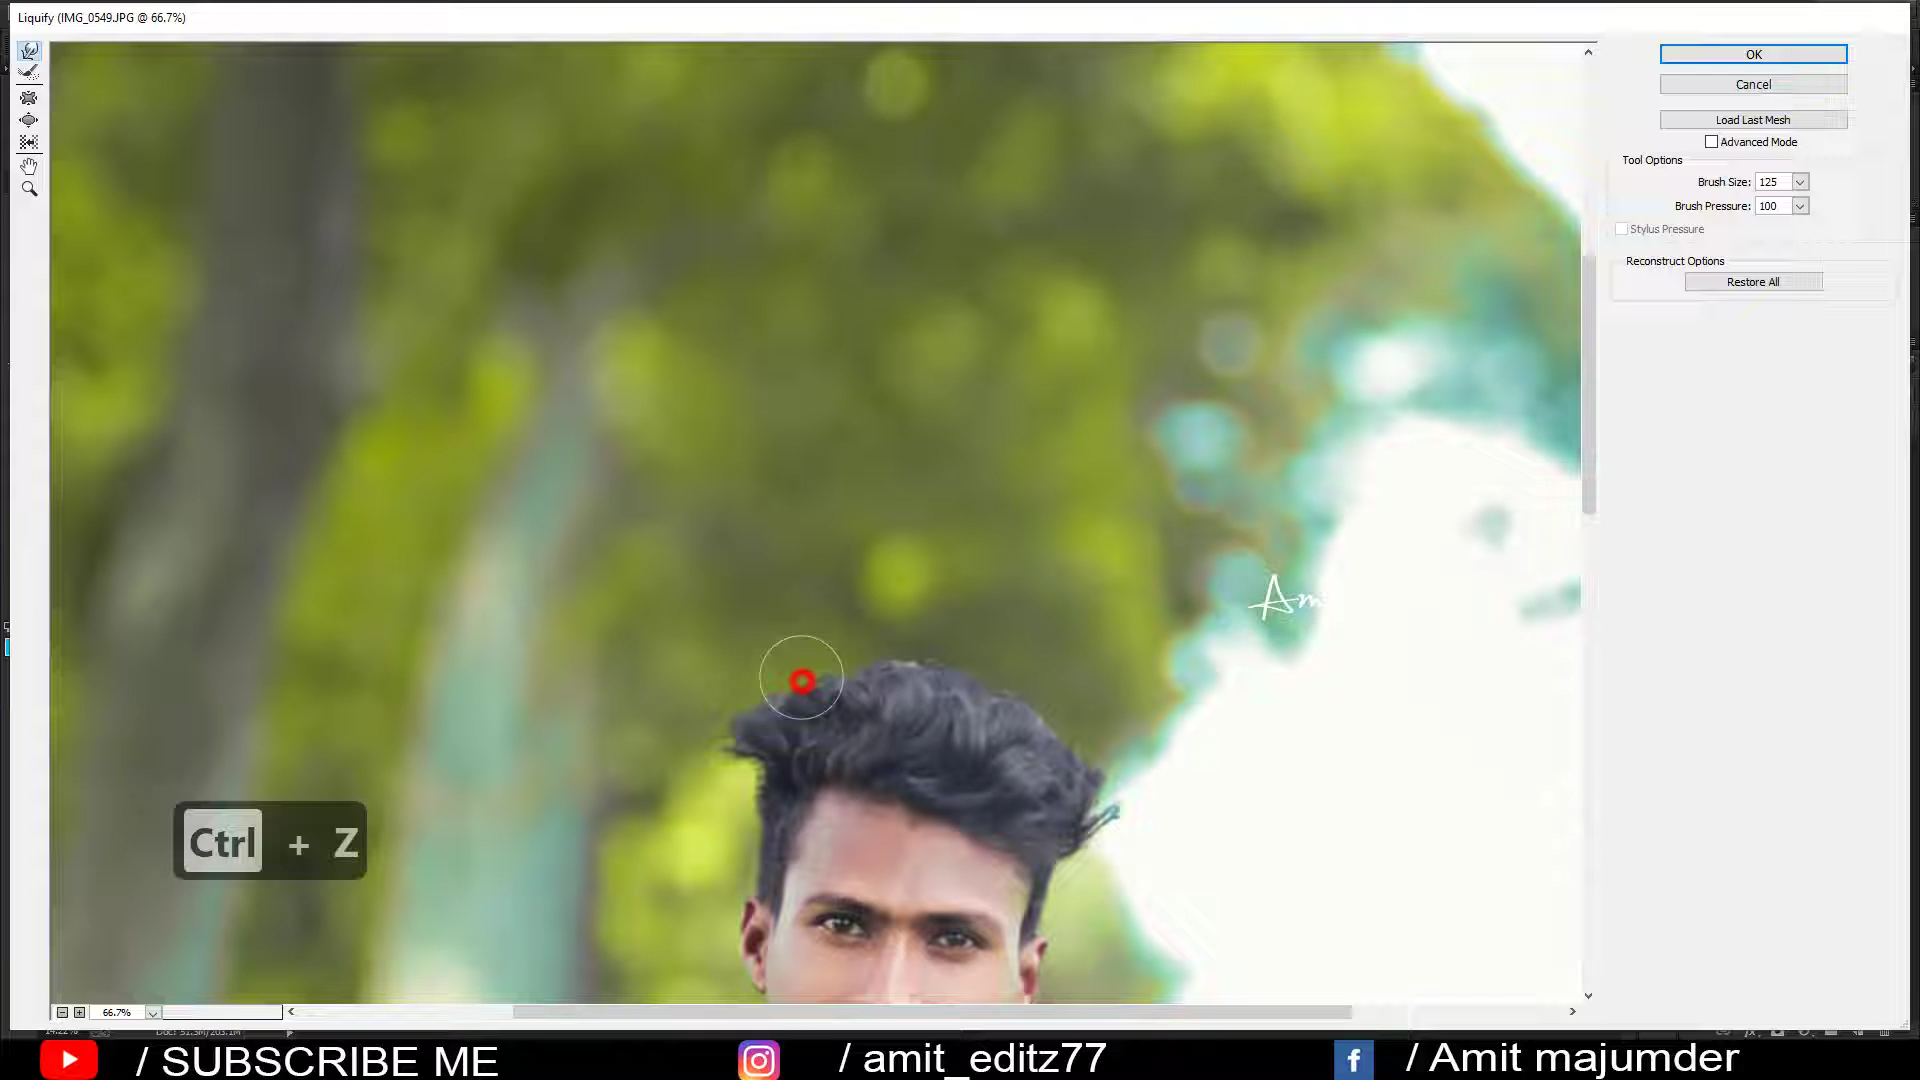 Liquify (IMG_0549.JPG @ 66.7%)
OK
Cancel
Load Last Mesh
Advanced Mode
Tool Options
Brush Size: 125
Brush Pressure: 100
Stylus Pressure
Reconstruct Options
Restore All
Ami
Ctrl + Z
66.7%
/ SUBSCRIBE ME
/ amit_editz77
/ Amit majumder